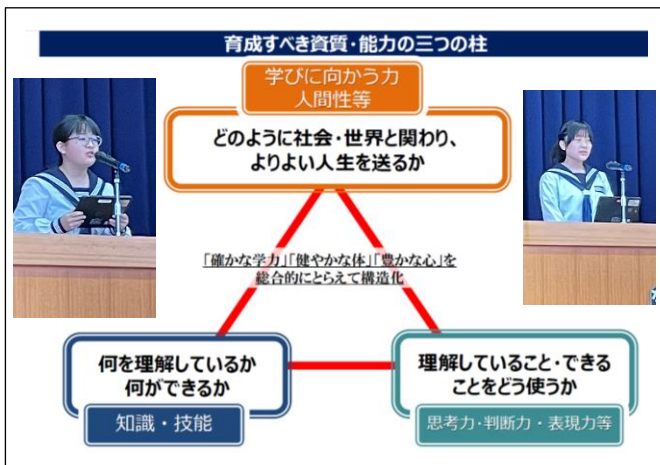 育成すべき資質・能力の三つの柱
学びに向かう力
人間性等
どのように社会・世界と関わり、
よりよい人生を送るか
「確かな学力」「健やかな体」「豊かな心」を
総合的にとらえて構造化
何を理解しているか
何ができるか
知識・技能
理解していること・できる
ことをどう使うか
思考力・判断力・表現力等